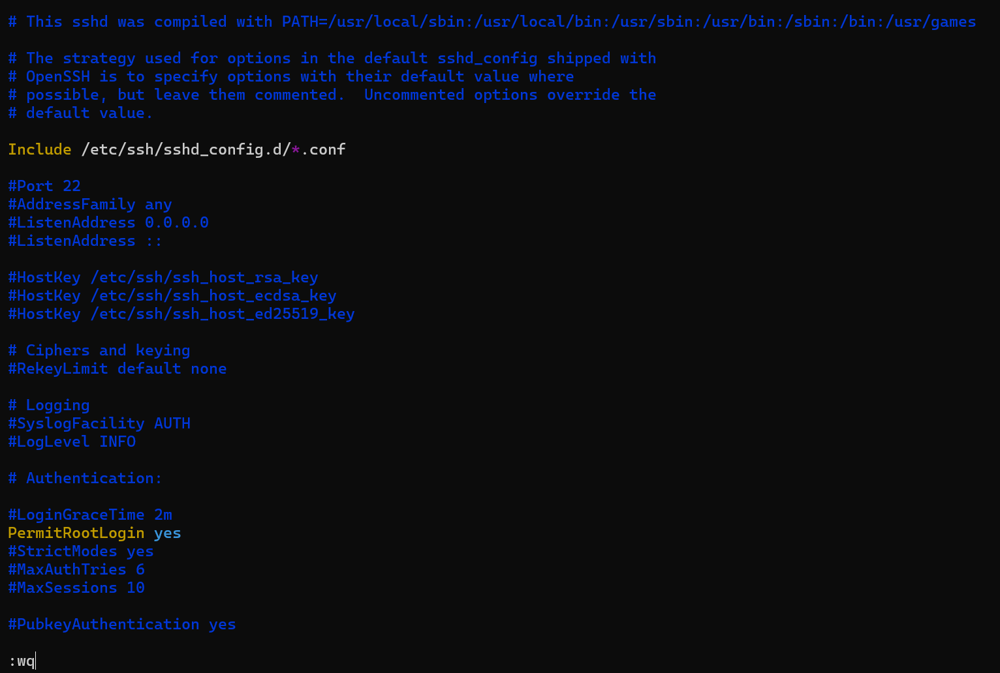 # This sshd was compiled with PATH=/usr/local/sbin:/usr/local/bin:/usr/sbin:/usr/bin:/sbin:/bin:/usr/games
# The strategy used for options in the default sshd_config shipped with
# OpenSSH is to specify options with their default value where
# possible, but leave them commented.  Uncommented options override the
# default value.
Include /etc/ssh/sshd_config.d/*.conf
#Port 22
#AddressFamily any
#ListenAddress 0.0.0.0
#ListenAddress ::
#HostKey /etc/ssh/ssh_host_rsa_key
#HostKey /etc/ssh/ssh_host_ecdsa_key
#HostKey /etc/ssh/ssh_host_ed25519_key
# Ciphers and keying
#RekeyLimit default none
# Logging
#SyslogFacility AUTH
#LogLevel INFO
# Authentication:
#LoginGraceTime 2m
PermitRootLogin yes
#StrictModes yes
#MaxAuthTries 6
#MaxSessions 10
#PubkeyAuthentication yes
:wq